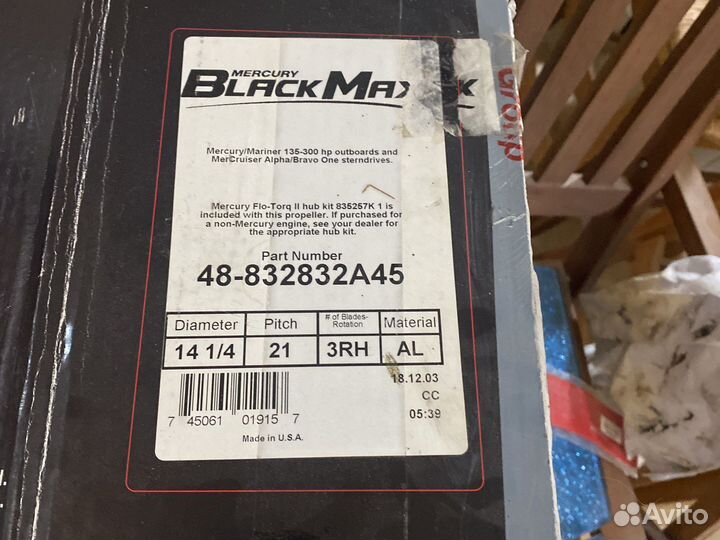 MERCURY
BLACKMAX
Group
Mercury/Mariner 135-300 hp outboards and
MerCruiser Alpha/Bravo One sterndrives.
Mercury Flo-Torq II hub kit 835257K 1 is
included with this propeller. If purchased for
a non-Mercury engine, see your dealer for
the appropriate hub kit.
Part Number
48-832832A45
Diameter Pitch # of Blades- Rotation Material
14 1/4 21 3RH AL
18.12.03
CC
05:39
7 45061 01915 7
Made in U.S.A.
Avito